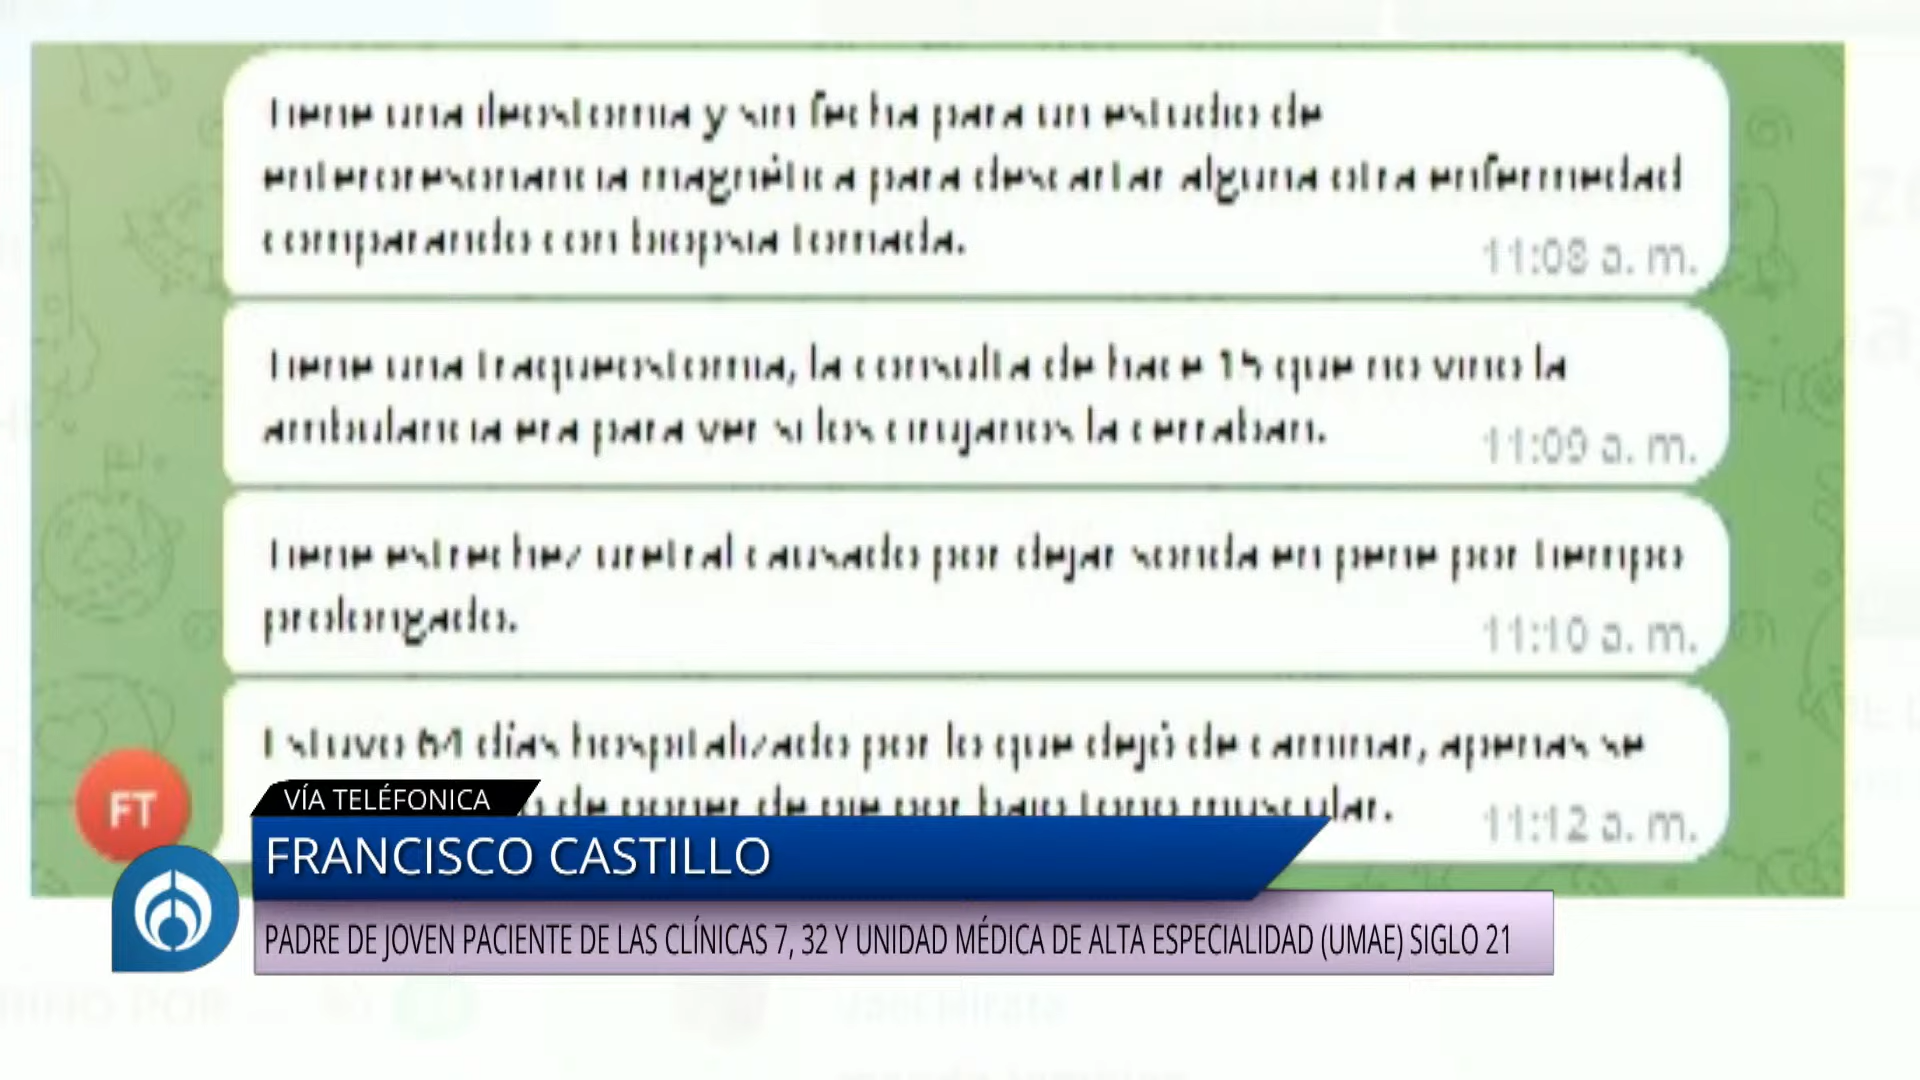 Tiene una ileostomia y sin fecha para un estudio de
enteroresonancia magnética para descartar alguna otra enfermedad
comparando con biopsia tomada.
11:08 a. m.
Tiene una traqueostomia, la consulta de hace 15 que no vino la
ambulancia era para ver si los cirujanos la cerraban.
11:09 a. m.
Tiene estrechez uretral causado por dejar sonda en pene por tiempo
prolongado.
11:10 a. m.
Estuvo 64 días hospitalizado por lo que dejó de caminar, apenas se
de poner de pie por bajo tono muscular.
11:12 a. m.
FT
VÍA TELÉFONICA
FRANCISCO CASTILLO
PADRE DE JOVEN PACIENTE DE LAS CLÍNICAS 7, 32 Y UNIDAD MÉDICA DE ALTA ESPECIALIDAD (UMAE) SIGLO 21